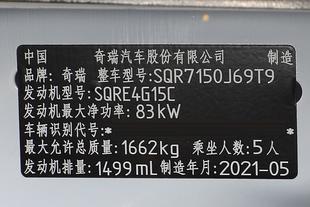 中国 奇瑞汽车股份有限公司 制造
品牌: 奇瑞 整车型号:SQR7150J69T9
发动机型号:SQRE4G15C
发动机最大净功率:83kW
车辆识别代号:* *
最大允许总质量:1662kg 乘坐人数:5人
发动机排量:1499mL 制造年月:2021-05